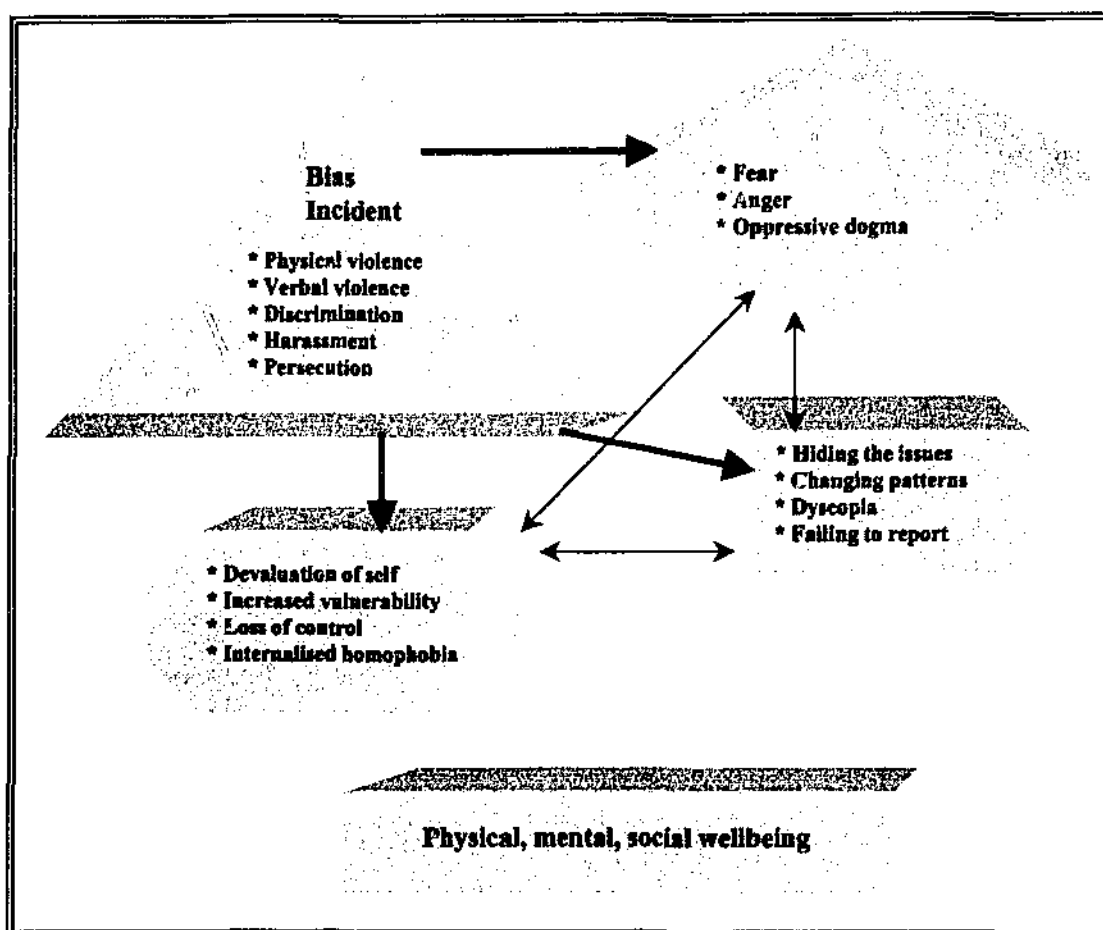 Bias
Incident
* Physical violence
* Verbal violence
* Discrimination
* Harassment
* Persecution
* Fear
* Anger
* Oppressive dogma
* Hiding the issues
* Changing patterns
* Dyscopia
* Failing to report
* Devaluation of self
* Increased vulnerability
* Loss of control
* Internalised homophobia
Physical, mental, social wellbeing